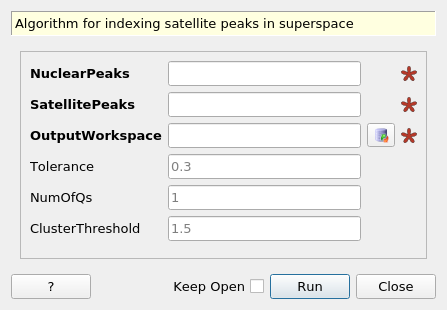 Algorithm for indexing satellite peaks in superspace
NuclearPeaks
SatellitePeaks
OutputWorkspace
Tolerance 0.3
NumOfQs 1
ClusterThreshold 1.5
? Keep Open Run Close